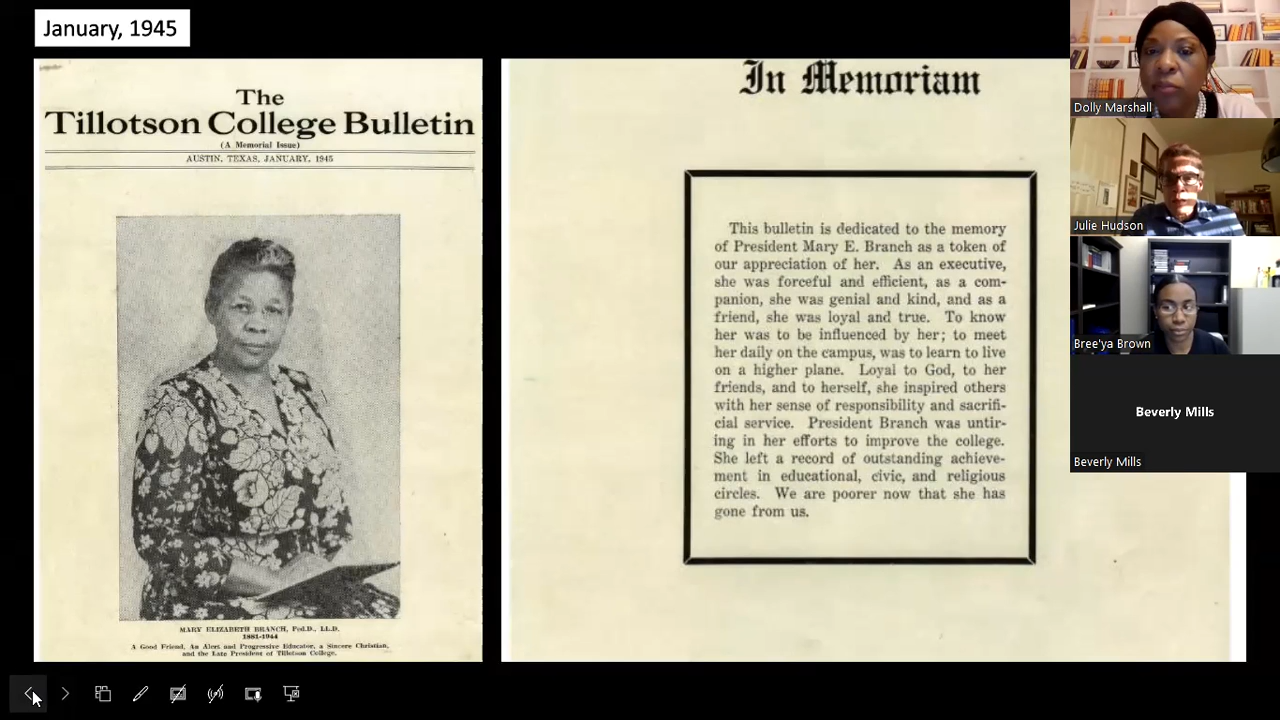 January, 1945
The
Tillotson College Bulletin
(A Memorial Issue)
AUSTIN, TEXAS, JANUARY, 1945
MARY ELIZABETH BRANCH, Ped.D., LL.D.
1881-1944
A Good Friend, An Alert and Progressive Educator, a Sincere Christian,
and the Late President of Tillotson College.
In Memoriam
This bulletin is dedicated to the memory
of President Mary E. Branch as a token of
our appreciation of her. As an executive,
she was forceful and efficient, as a com-
panion, she was genial and kind, and as a
friend, she was loyal and true. To know
her was to be influenced by her; to meet
her daily on the campus, was to learn to live
on a higher plane. Loyal to God, to her
friends, and to herself, she inspired others
with her sense of responsibility and sacrifi-
cial service. President Branch was untir-
ing in her efforts to improve the college.
She left a record of outstanding achieve-
ment in educational, civic, and religious
circles. We are poorer now that she has
gone from us.
Dolly Marshall
Julie Hudson
Bree'ya Brown
Beverly Mills
Beverly Mills